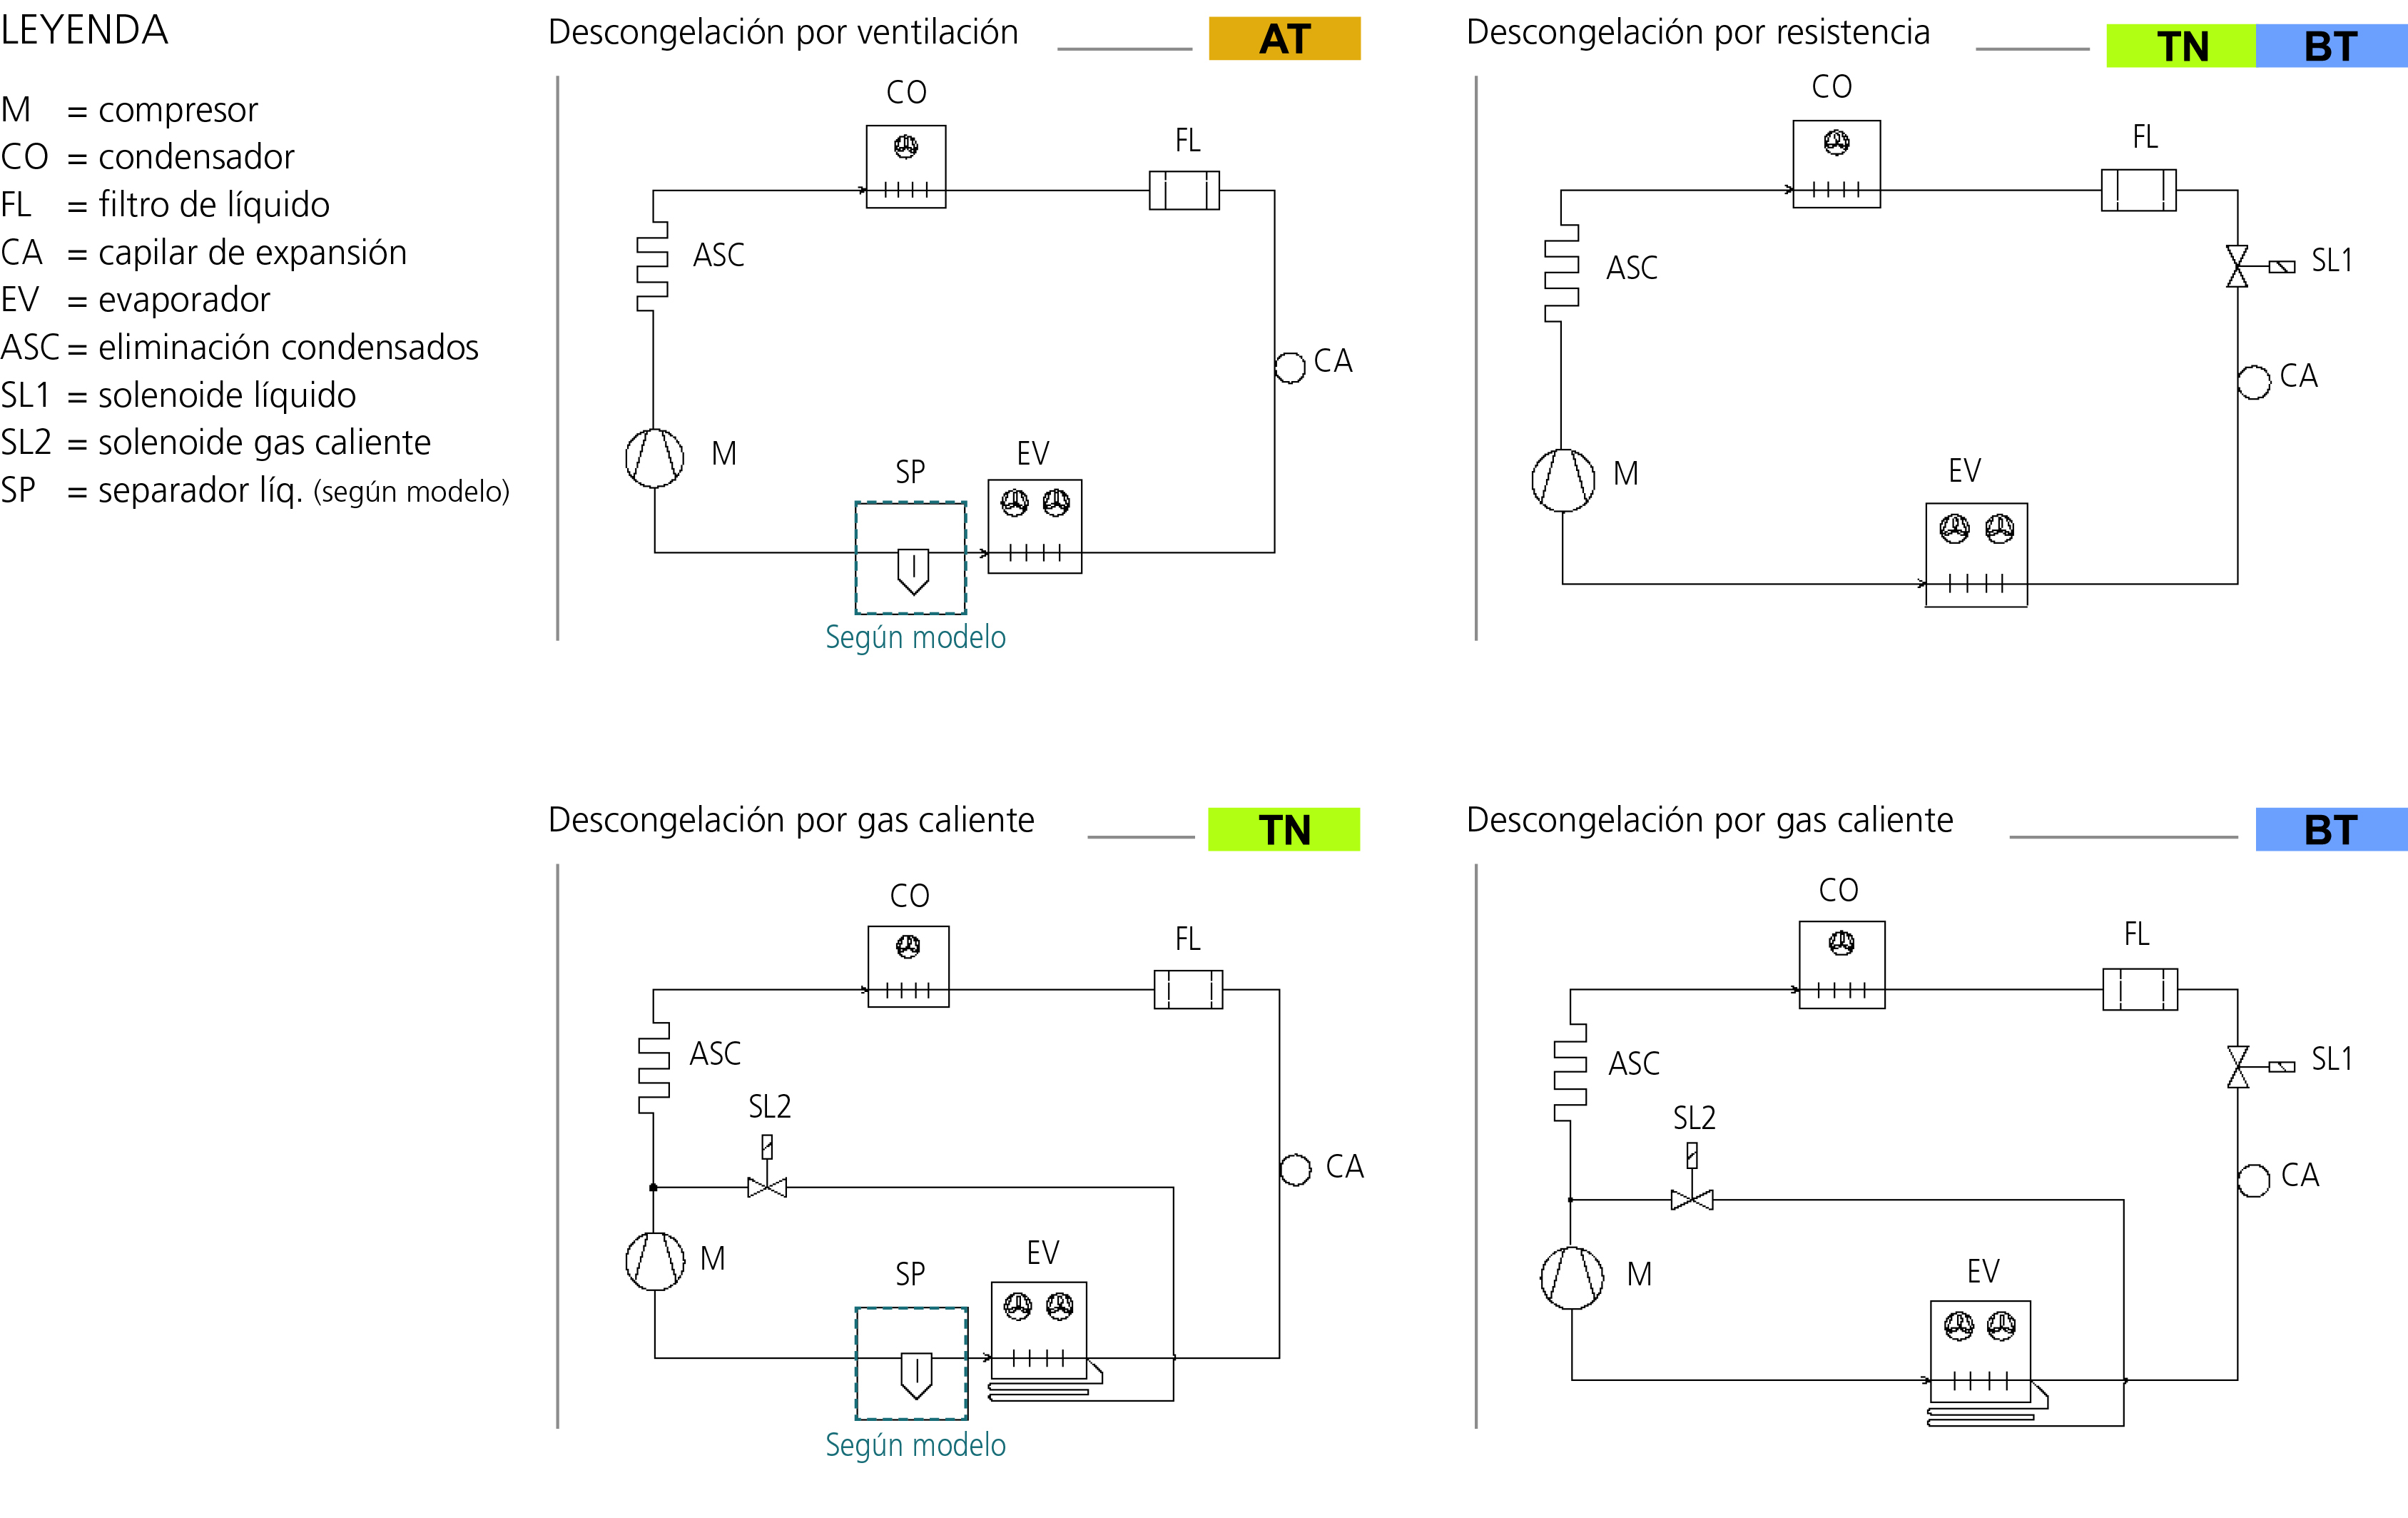 LEYENDA
M = compresor
CO = condensador
FL = filtro de líquido
CA = capilar de expansión
EV = evaporador
ASC = eliminación condensados
SL1 = solenoide líquido
SL2 = solenoide gas caliente
SP = separador líq. (según modelo)
Descongelación por ventilación AT
CO
FL
ASC
CA
M
SP
EV
Según modelo
Descongelación por resistencia TN BT
CO
FL
ASC
SL1
CA
M
EV
Descongelación por gas caliente TN
CO
FL
ASC
SL2
CA
M
SP
EV
Según modelo
Descongelación por gas caliente BT
CO
FL
ASC
SL1
SL2
CA
M
EV